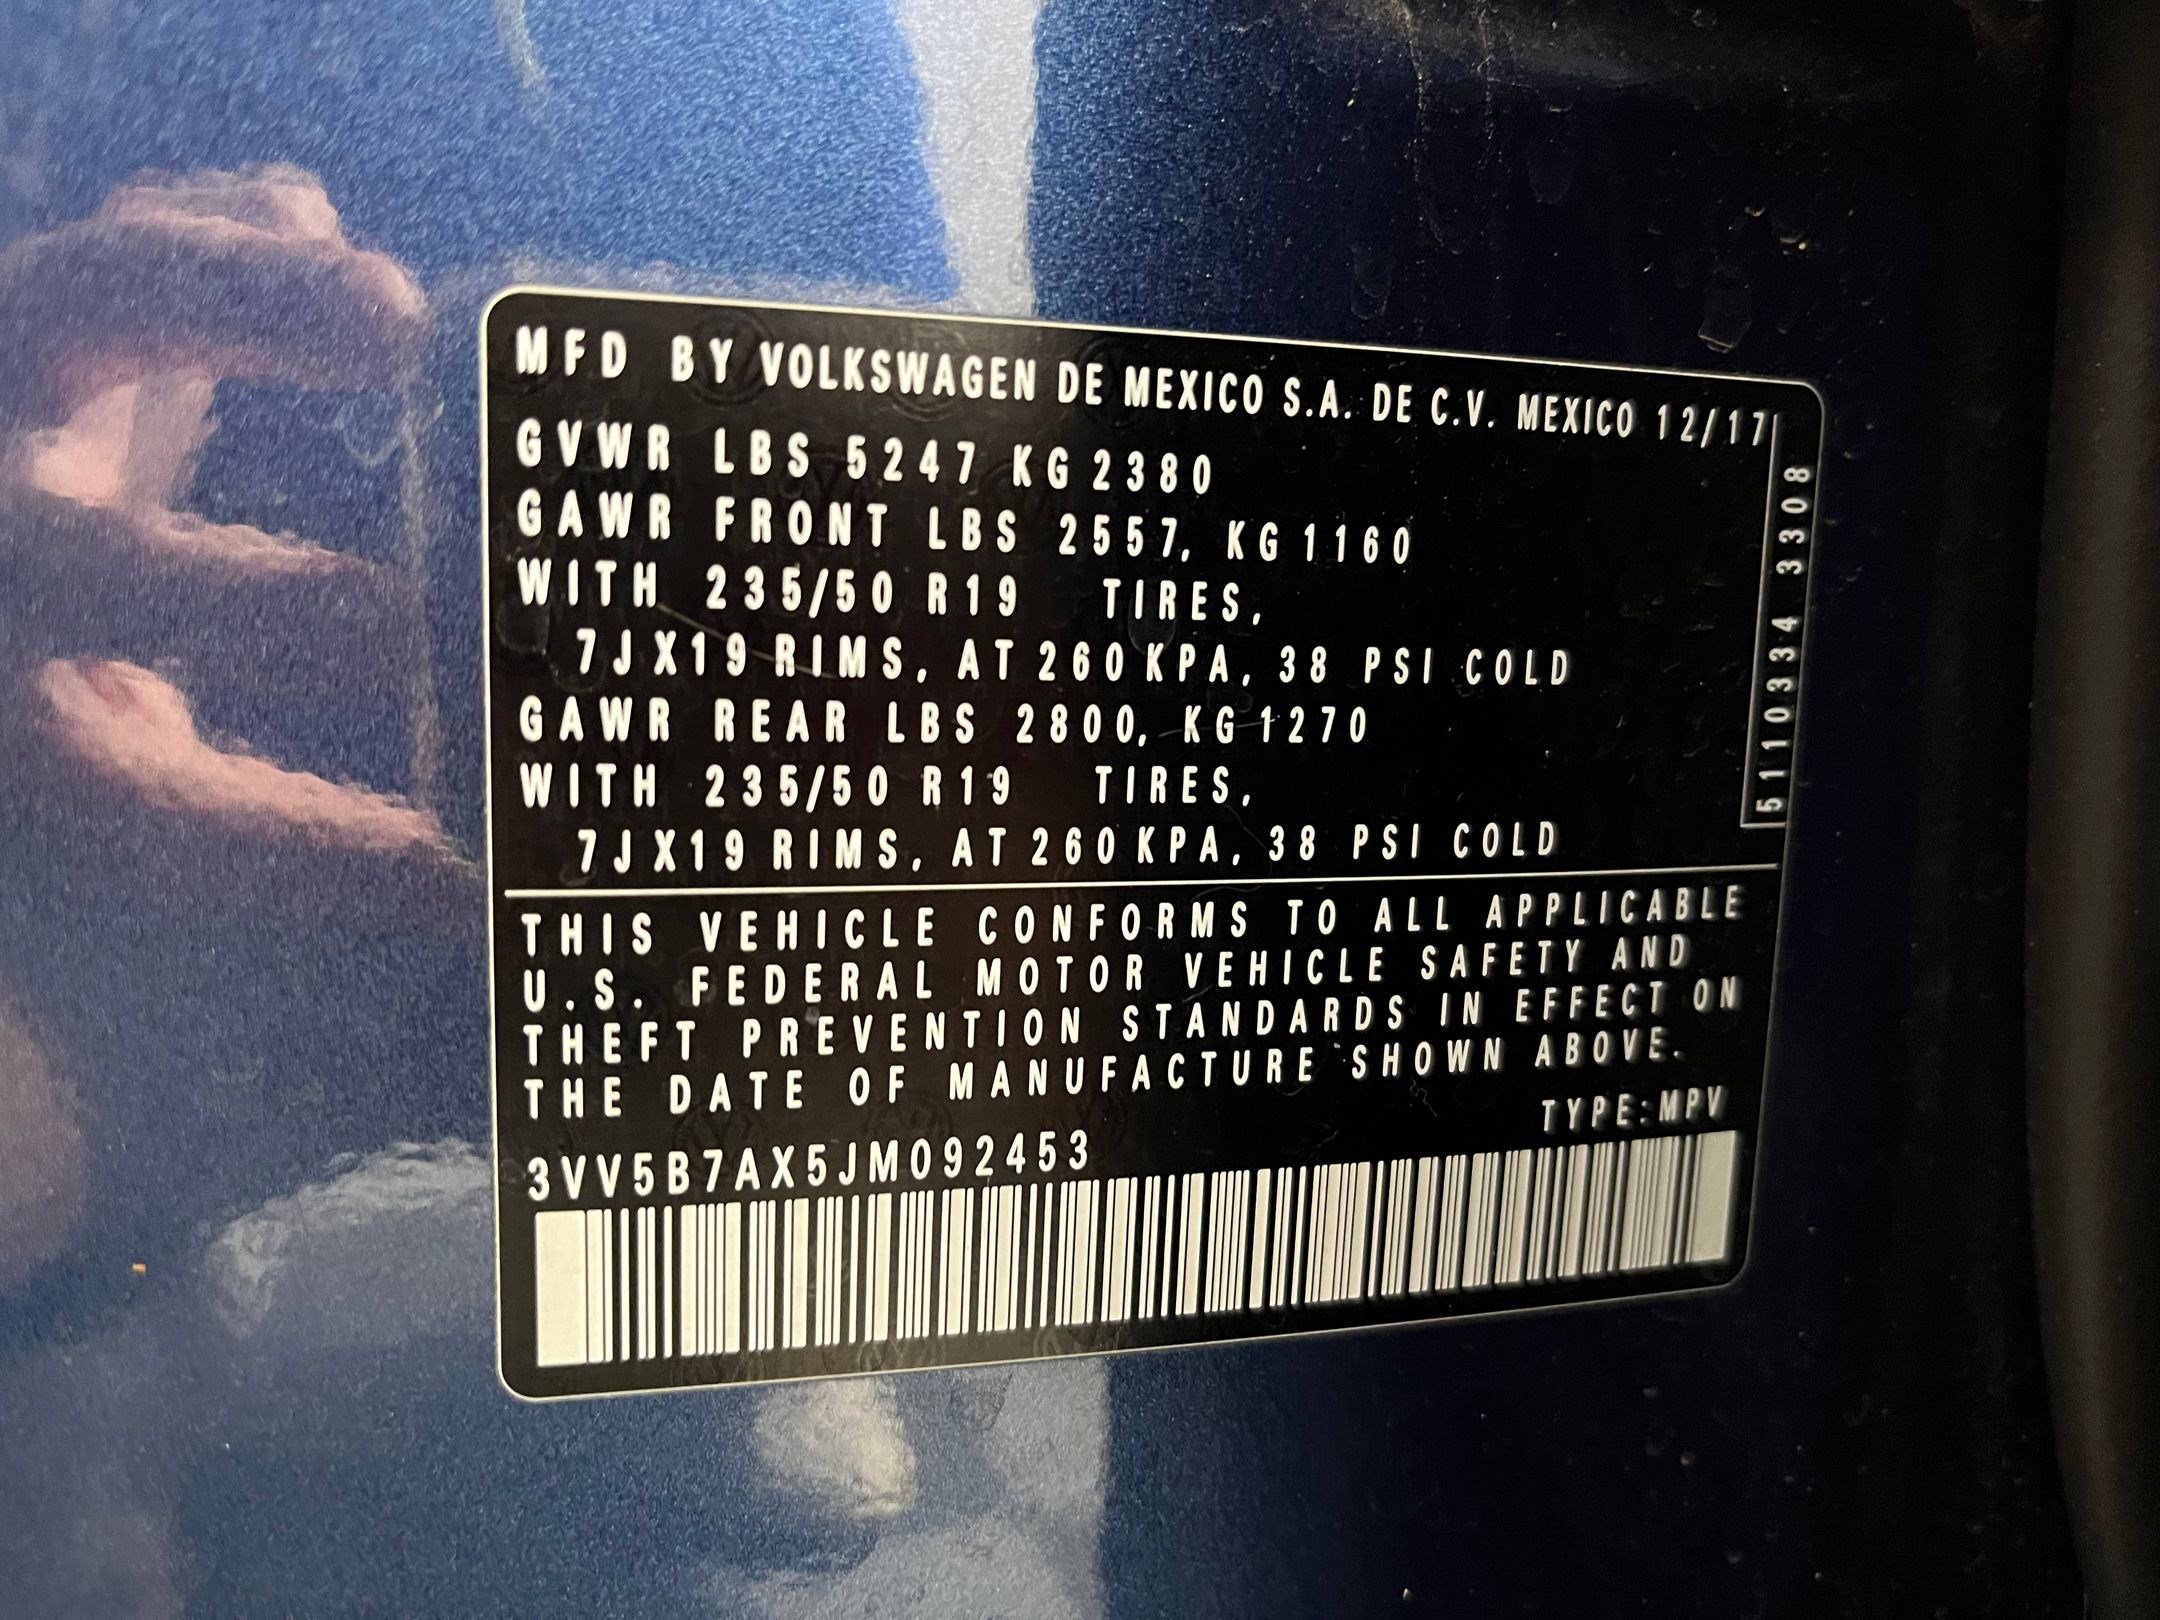 MFD BY VOLKSWAGEN DE MEXICO S.A. DE C.V. MEXICO 12/17
GVWR LBS 5247 KG 2380
GAWR FRONT LBS 2557, KG 1160
WITH 235/50 R19 TIRES,
7JX19 RIMS, AT 260 KPA, 38 PSI COLD
GAWR REAR LBS 2800, KG 1270
WITH 235/50 R19 TIRES,
7JX19 RIMS, AT 260 KPA, 38 PSI COLD
5110334 3308
THIS VEHICLE CONFORMS TO ALL APPLICABLE
U.S. FEDERAL MOTOR VEHICLE SAFETY AND
THEFT PREVENTION STANDARDS IN EFFECT ON
THE DATE OF MANUFACTURE SHOWN ABOVE.
TYPE:MPV
3VV5B7AX5JM092453